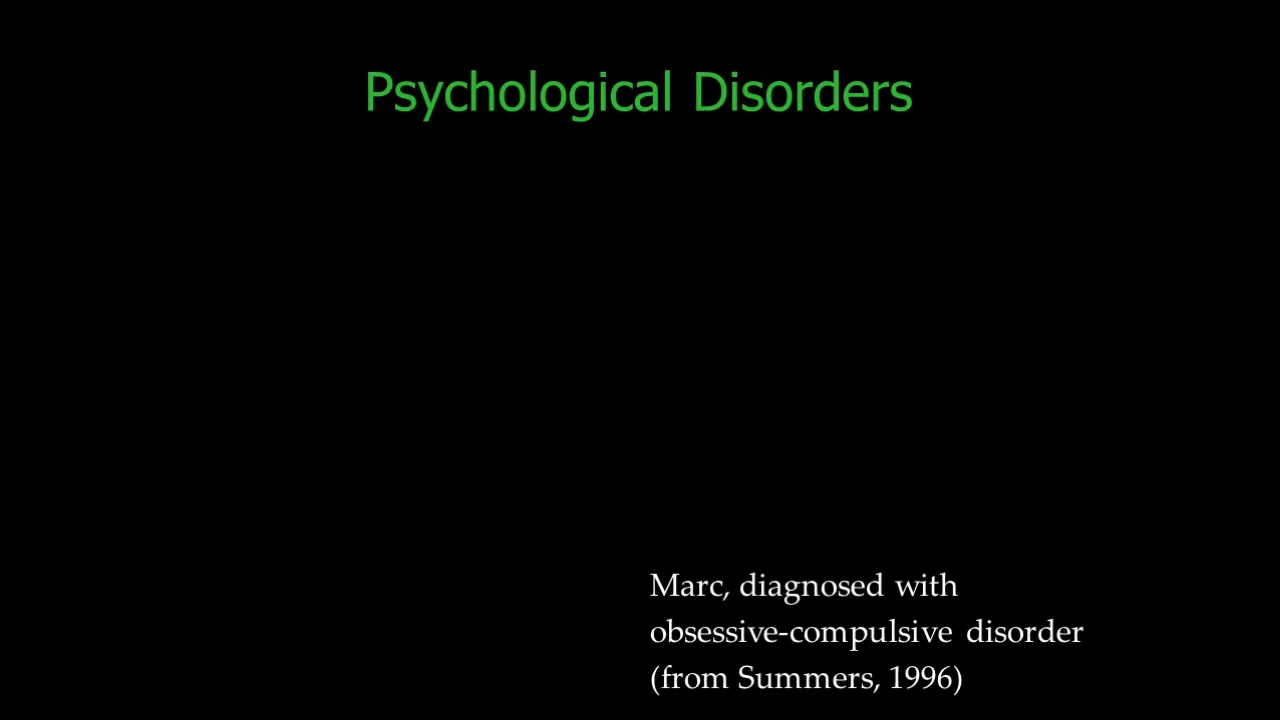 Psychological Disorders
Marc, diagnosed with
obsessive-compulsive disorder
(from Summers, 1996)